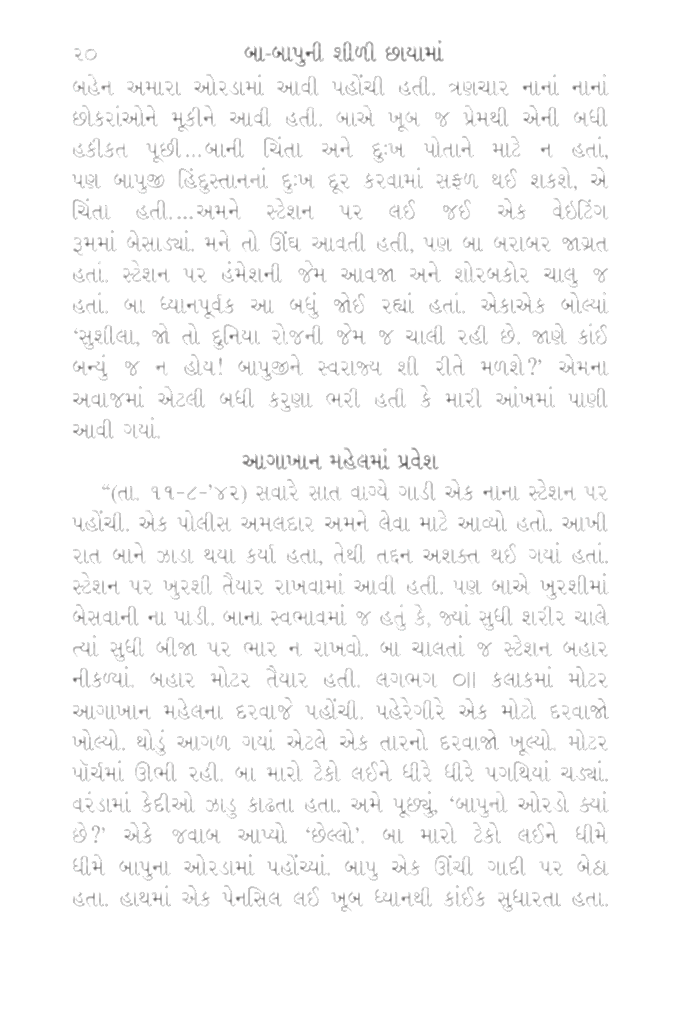 ૨૦ બા-બાપુની શીળી છાયામાં
બહેન અમારા ઓરડામાં આવી પહોંચી હતી. ત્રણચાર નાનાં નાનાં
છોકરાંઓને મૂકીને આવી હતી. બાએ ખૂબ જ પ્રેમથી એની બધી
હકીકત પૂછી...બાની ચિંતા અને દુઃખ પોતાને માટે ન હતાં,
પણ બાપુજી હિંદુસ્તાનનાં દુઃખ દૂર કરવામાં સફળ થઈ શકશે, એ
ચિંતા હતી....અમને સ્ટેશન પર લઈ જઈ એક વેઇટિંગ
રૂમમાં બેસાડ્યાં. મને તો ઊંઘ આવતી હતી, પણ બા બરાબર જાગ્રત
હતાં. સ્ટેશન પર હંમેશની જેમ આવજા અને શોરબકોર ચાલુ જ
હતાં. બા ધ્યાનપૂર્વક આ બધું જોઈ રહ્યાં હતાં. એકાએક બોલ્યાં
‘સુશીલા, જો તો દુનિયા રોજની જેમ જ ચાલી રહી છે. જાણે કાંઈ
બન્યું જ ન હોય! બાપુજીને સ્વરાજ્ય શી રીતે મળશે?’ એમના
અવાજમાં એટલી બધી કરુણા ભરી હતી કે મારી આંખમાં પાણી
આવી ગયાં.
આગાખાન મહેલમાં પ્રવેશ
“(તા. ૧૧-૮-’૪૨) સવારે સાત વાગ્યે ગાડી એક નાના સ્ટેશન પર
પહોંચી. એક પોલીસ અમલદાર અમને લેવા માટે આવ્યો હતો. આખી
રાત બાને ઝાડા થયા કર્યા હતા, તેથી તદ્દન અશક્ત થઈ ગયાં હતાં.
સ્ટેશન પર ખુરશી તૈયાર રાખવામાં આવી હતી. પણ બાએ ખુરશીમાં
બેસવાની ના પાડી. બાના સ્વભાવમાં જ હતું કે, જ્યાં સુધી શરીર ચાલે
ત્યાં સુધી બીજા પર ભાર ન રાખવો. બા ચાલતાં જ સ્ટેશન બહાર
નીકળ્યાં. બહાર મોટર તૈયાર હતી. લગભગ ૦।। કલાકમાં મોટર
આગાખાન મહેલના દરવાજે પહોંચી. પહેરેગીરે એક મોટો દરવાજો
ખોલ્યો. થોડું આગળ ગયાં એટલે એક તારનો દરવાજો ખૂલ્યો. મોટર
પૉર્ચમાં ઊભી રહી. બા મારો ટેકો લઈને ધીરે ધીરે પગથિયાં ચડ્યાં.
વરંડામાં કેદીઓ ઝાડુ કાઢતા હતા. અમે પૂછ્યું, ‘બાપુનો ઓરડો ક્યાં
છે?’ એકે જવાબ આપ્યો ‘છેલ્લો’. બા મારો ટેકો લઈને ધીમે
ધીમે બાપુના ઓરડામાં પહોંચ્યાં. બાપુ એક ઊંચી ગાદી પર બેઠા
હતા. હાથમાં એક પેનસિલ લઈ ખૂબ ધ્યાનથી કાંઈક સુધારતા હતા.